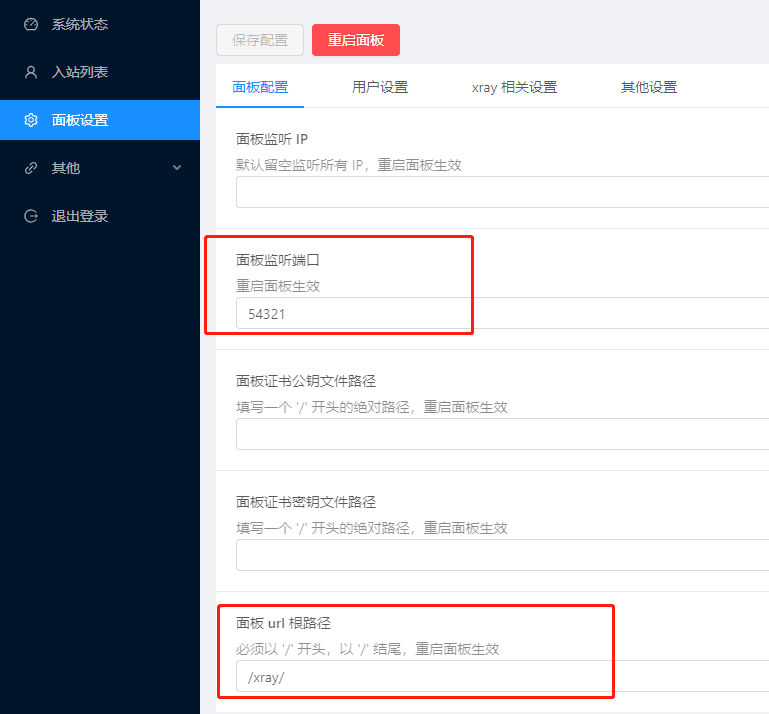 系统状态
入站列表
面板设置
其他
退出登录
保存配置
重启面板
面板配置
用户设置
xray 相关设置
其他设置
面板监听 IP
默认留空监听所有 IP，重启面板生效
面板监听端口
重启面板生效
54321
面板证书公钥文件路径
填写一个 '/' 开头的绝对路径，重启面板生效
面板证书密钥文件路径
填写一个 '/' 开头的绝对路径，重启面板生效
面板 url 根路径
必须以 '/' 开头，以 '/' 结尾，重启面板生效
/xray/